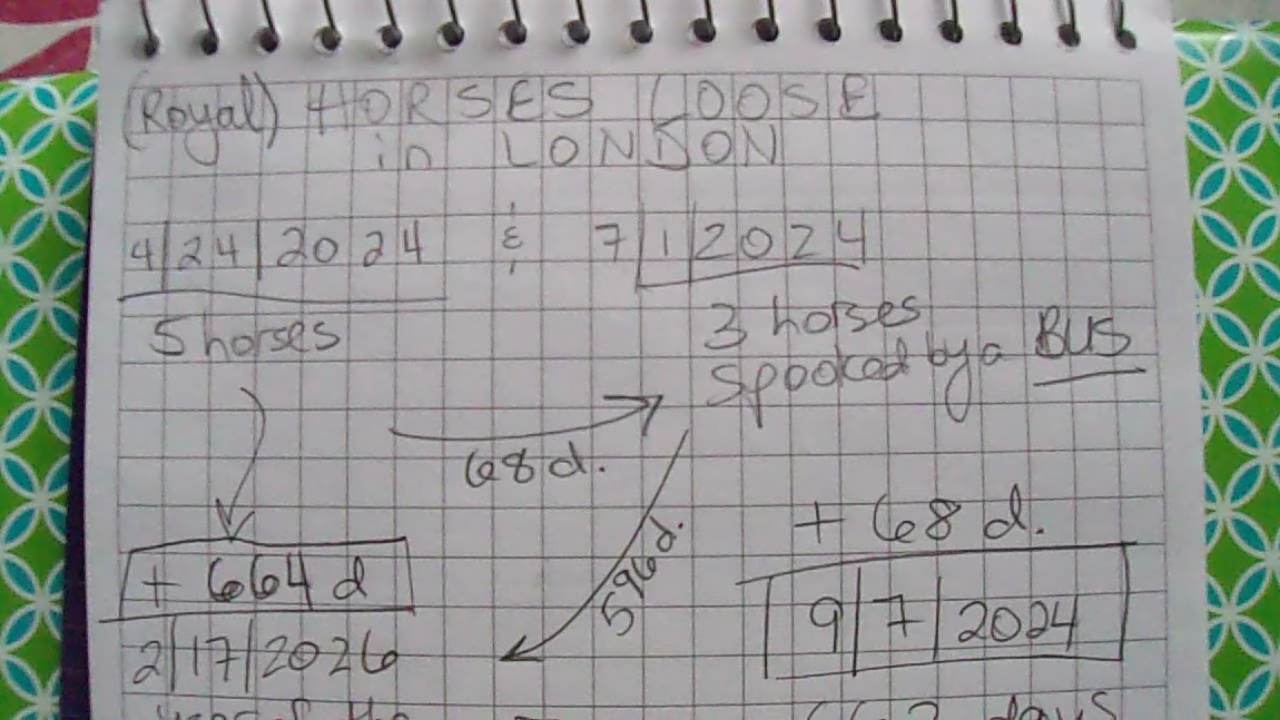 (Royal) HORSES LOOSE
in LONDON
4|24|2024 & 7|1|2024
5 horses
3 horses
spooked by a BUS
68 d.
+ 68 d.
596 d.
+ 664 d
9|7|2024
2|17|2026
days